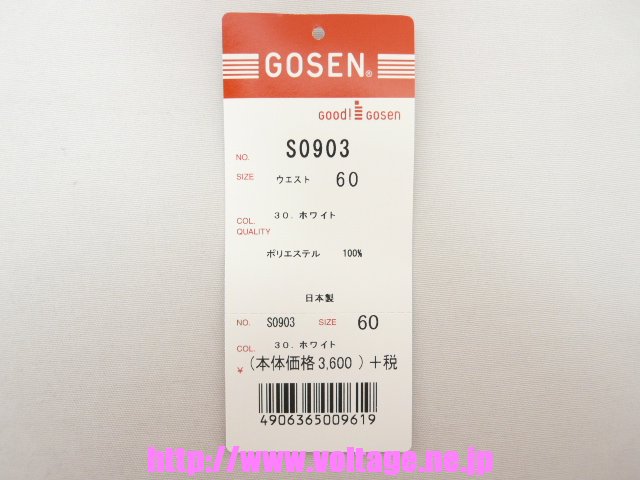 GOSEN®
Good! Gosen
NO. S0903
SIZE ウエスト 60
COL. 30. ホワイト
QUALITY
ポリエステル 100%
日本製
NO. S0903 SIZE 60
COL. 30. ホワイト
¥ (本体価格3,600 )+税
4906365009619
http://www.voltage.ne.jp